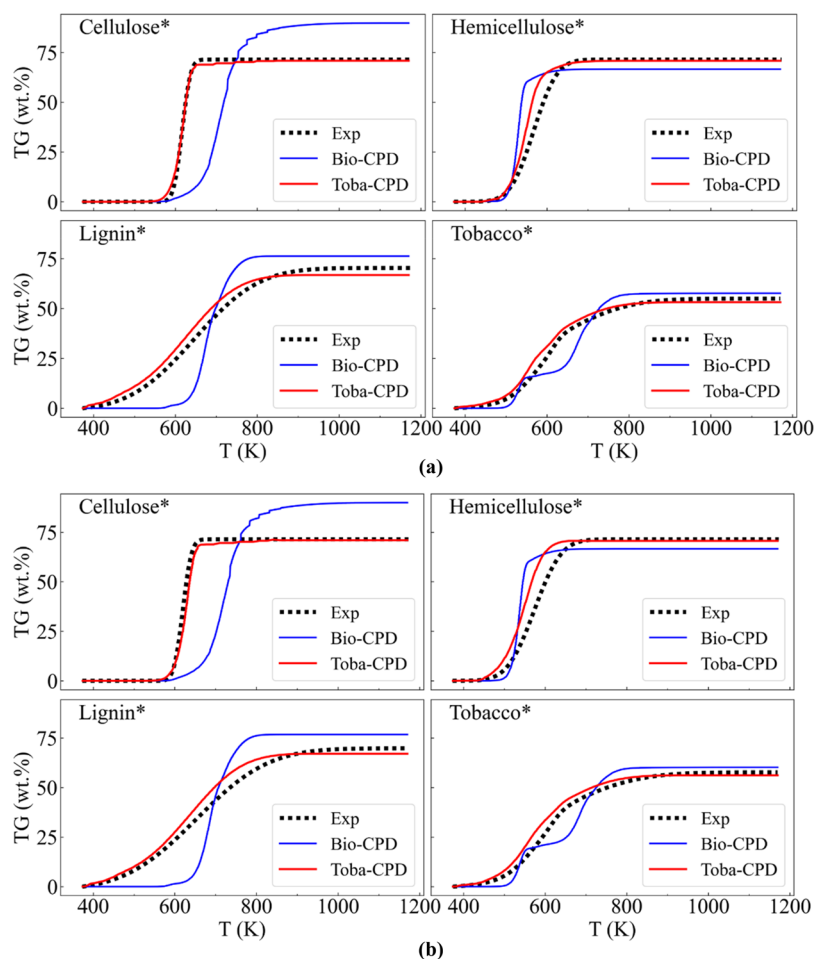 Cellulose*
Hemicellulose*
TG (wt.%)
75
50
25
0
Exp
Bio-CPD
Toba-CPD
Exp
Bio-CPD
Toba-CPD
Lignin*
Tobacco*
TG (wt.%)
75
50
25
0
Exp
Bio-CPD
Toba-CPD
Exp
Bio-CPD
Toba-CPD
400 600 800 1000 1200
400 600 800 1000 1200
T (K)
T (K)
(a)
Cellulose*
Hemicellulose*
TG (wt.%)
75
50
25
0
Exp
Bio-CPD
Toba-CPD
Exp
Bio-CPD
Toba-CPD
Lignin*
Tobacco*
TG (wt.%)
75
50
25
0
Exp
Bio-CPD
Toba-CPD
Exp
Bio-CPD
Toba-CPD
400 600 800 1000 1200
400 600 800 1000 1200
T (K)
T (K)
(b)